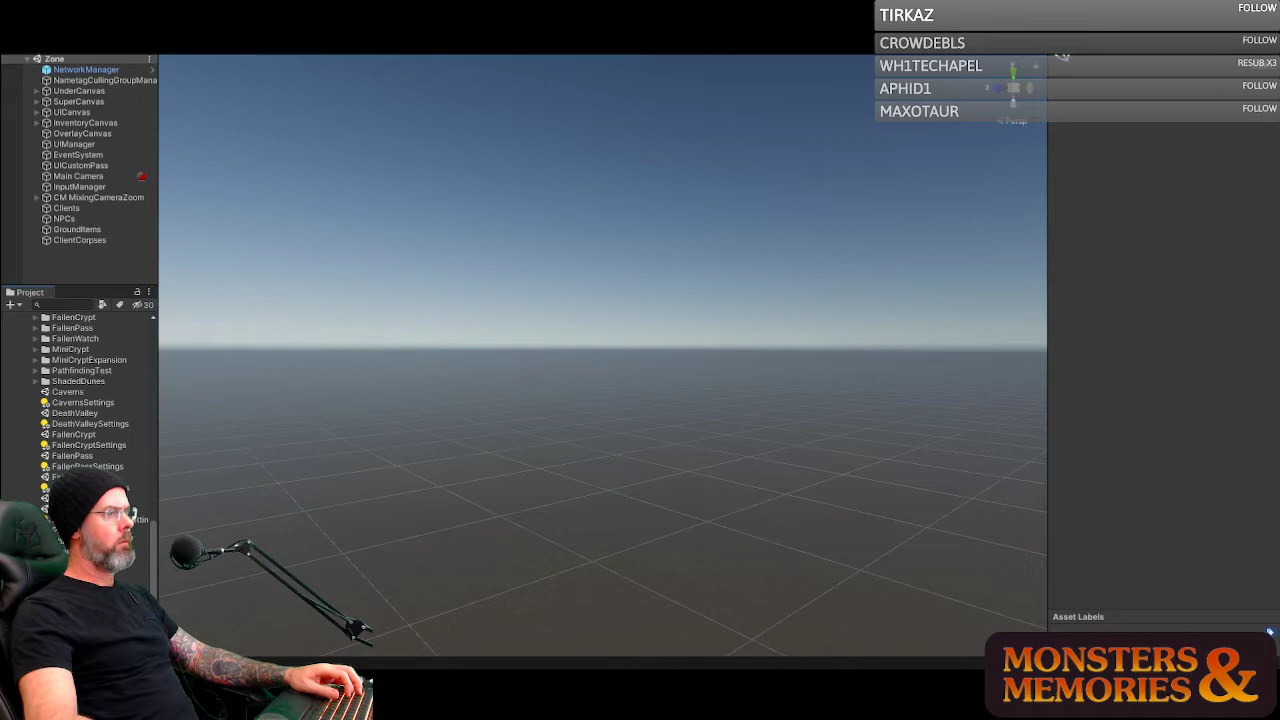 TIRKAZ FOLLOW
CROWDEBLS FOLLOW
WH1TECHAPEL RESUB X3
APHID1 FOLLOW
MAXOTAUR FOLLOW
Zone
NetworkManager
NametagCullingGroupMana
UnderCanvas
SuperCanvas
UICanvas
InventoryCanvas
OverlayCanvas
UIManager
EventSystem
UICustomPass
Main Camera
InputManager
CM MixingCameraZoom
Clients
NPCs
GroundItems
ClientCorpses
y
z
Persp
Project
30
FallenCrypt
FallenPass
FallenWatch
MiniCrypt
MiniCryptExpansion
PathfindingTest
ShadedDunes
Caverns
CavernsSettings
DeathValley
DeathValleySettings
FallenCrypt
FallenCryptSettings
FallenPass
FallenPassSettings
Asset Labels
MONSTERS &
MEMORIES